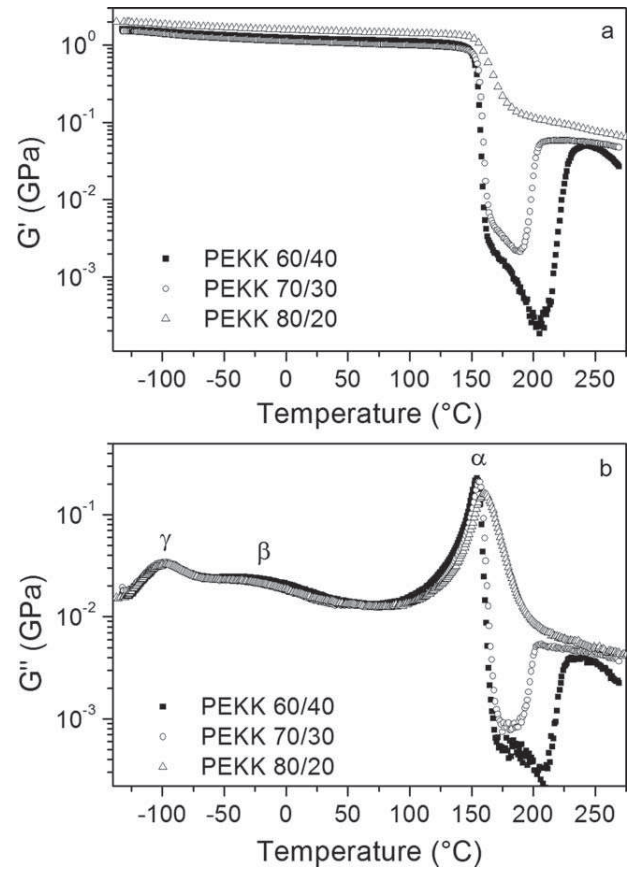 a
10⁰
10⁻¹
10⁻²
10⁻³
G' (GPa)
PEKK 60/40
PEKK 70/30
PEKK 80/20
-100 -50 0 50 100 150 200 250
Temperature (°C)
b
α
γ
β
10⁻¹
10⁻²
10⁻³
G'' (GPa)
PEKK 60/40
PEKK 70/30
PEKK 80/20
-100 -50 0 50 100 150 200 250
Temperature (°C)